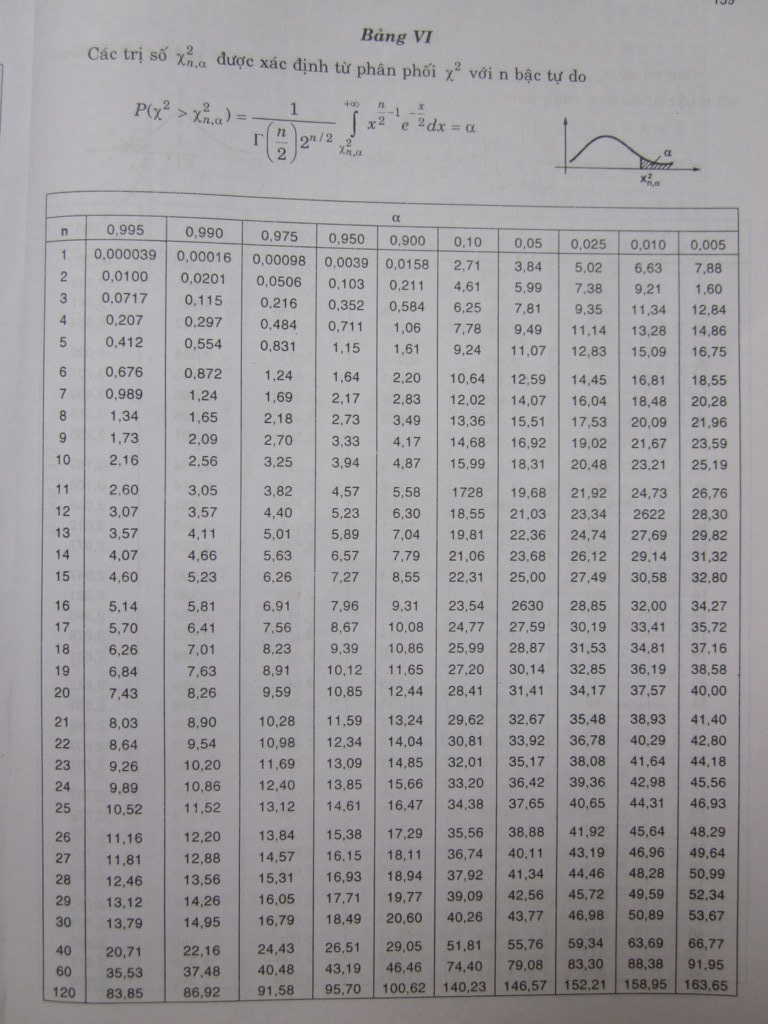 Bảng VI
Các trị số χ²n,α được xác định từ phân phối χ² với n bậc tự do
P(χ² > χ²n,α) = 1 / (Γ(n/2) 2^(n/2)) ∫_{χ²n,α}^{+∞} x^(n/2 − 1) e^(−x/2) dx = α
α
χ²n,α
α
n 0,995 0,990 0,975 0,950 0,900 0,10 0,05 0,025 0,010 0,005
1 0,000039 0,00016 0,00098 0,0039 0,0158 2,71 3,84 5,02 6,63 7,88
2 0,0100 0,0201 0,0506 0,103 0,211 4,61 5,99 7,38 9,21 1,60
3 0,0717 0,115 0,216 0,352 0,584 6,25 7,81 9,35 11,34 12,84
4 0,207 0,297 0,484 0,711 1,06 7,78 9,49 11,14 13,28 14,86
5 0,412 0,554 0,831 1,15 1,61 9,24 11,07 12,83 15,09 16,75
6 0,676 0,872 1,24 1,64 2,20 10,64 12,59 14,45 16,81 18,55
7 0,989 1,24 1,69 2,17 2,83 12,02 14,07 16,04 18,48 20,28
8 1,34 1,65 2,18 2,73 3,49 13,36 15,51 17,53 20,09 21,96
9 1,73 2,09 2,70 3,33 4,17 14,68 16,92 19,02 21,67 23,59
10 2,16 2,56 3,25 3,94 4,87 15,99 18,31 20,48 23,21 25,19
11 2,60 3,05 3,82 4,57 5,58 1728 19,68 21,92 24,73 26,76
12 3,07 3,57 4,40 5,23 6,30 18,55 21,03 23,34 2622 28,30
13 3,57 4,11 5,01 5,89 7,04 19,81 22,36 24,74 27,69 29,82
14 4,07 4,66 5,63 6,57 7,79 21,06 23,68 26,12 29,14 31,32
15 4,60 5,23 6,26 7,27 8,55 22,31 25,00 27,49 30,58 32,80
16 5,14 5,81 6,91 7,96 9,31 23,54 2630 28,85 32,00 34,27
17 5,70 6,41 7,56 8,67 10,08 24,77 27,59 30,19 33,41 35,72
18 6,26 7,01 8,23 9,39 10,86 25,99 28,87 31,53 34,81 37,16
19 6,84 7,63 8,91 10,12 11,65 27,20 30,14 32,85 36,19 38,58
20 7,43 8,26 9,59 10,85 12,44 28,41 31,41 34,17 37,57 40,00
21 8,03 8,90 10,28 11,59 13,24 29,62 32,67 35,48 38,93 41,40
22 8,64 9,54 10,98 12,34 14,04 30,81 33,92 36,78 40,29 42,80
23 9,26 10,20 11,69 13,09 14,85 32,01 35,17 38,08 41,64 44,18
24 9,89 10,86 12,40 13,85 15,66 33,20 36,42 39,36 42,98 45,56
25 10,52 11,52 13,12 14,61 16,47 34,38 37,65 40,65 44,31 46,93
26 11,16 12,20 13,84 15,38 17,29 35,56 38,88 41,92 45,64 48,29
27 11,81 12,88 14,57 16,15 18,11 36,74 40,11 43,19 46,96 49,64
28 12,46 13,56 15,31 16,93 18,94 37,92 41,34 44,46 48,28 50,99
29 13,12 14,26 16,05 17,71 19,77 39,09 42,56 45,72 49,59 52,34
30 13,79 14,95 16,79 18,49 20,60 40,26 43,77 46,98 50,89 53,67
40 20,71 22,16 24,43 26,51 29,05 51,81 55,76 59,34 63,69 66,77
60 35,53 37,48 40,48 43,19 46,46 74,40 79,08 83,30 88,38 91,95
120 83,85 86,92 91,58 95,70 100,62 140,23 146,57 152,21 158,95 163,65